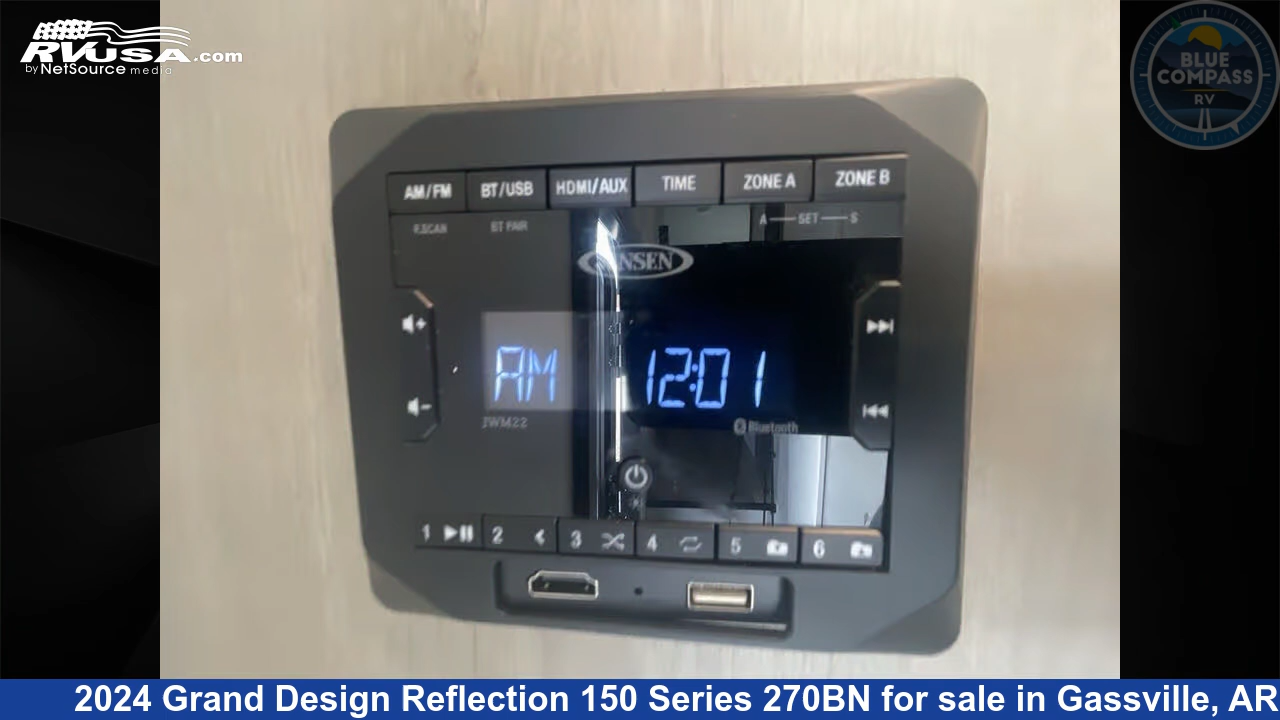 RVUSA.com
by NetSource media
BLUE
COMPASS
RV
AM/FM BT/USB HDMI/AUX TIME ZONE A ZONE B
P.SCAN BT PAIR A SET S
AM 12:01
JWM22 Bluetooth
1 2 3 4 5 6
2024 Grand Design Reflection 150 Series 270BN for sale in Gassville, AR